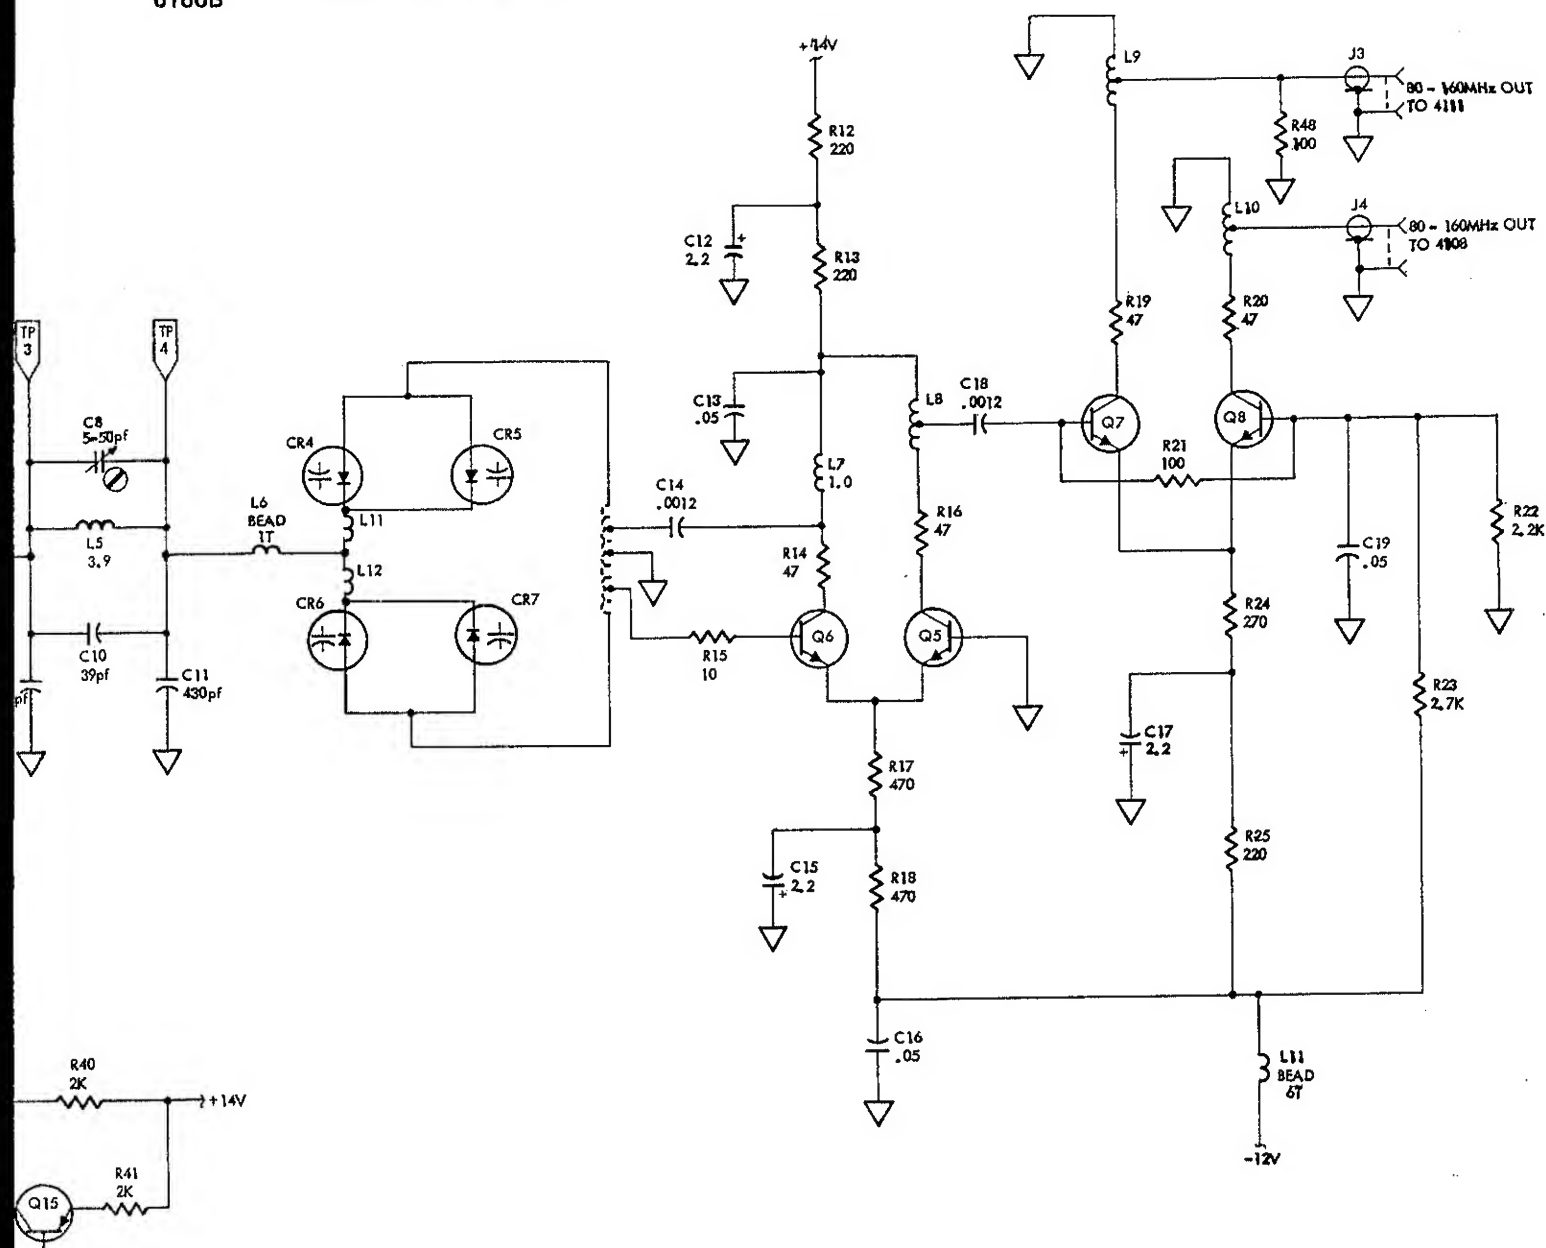 +14V
L9
J3
80 - 160MHz OUT
TO 4111
R12
220
R48
100
L10
J4
80 - 160MHz OUT
TO 4108
C12
2.2
+
R13
220
R19
47
R20
47
TP
3
TP
4
C8
5-50pf
CR4
CR5
C13
.05
L8
C18
.0012
Q7
Q8
R21
100
L7
1.0
C14
.0012
L6
BEAD
1T
L11
L5
3.9
R16
47
R22
2.2K
C19
.05
R14
47
L12
CR6
CR7
R24
270
Q6
Q5
C10
39pf
R15
10
C11
430pf
pf
R23
2.7K
C17
2.2
+
R17
470
R25
220
C15
2.2
+
R18
470
C16
.05
L11
BEAD
6T
R40
2K
+14V
-12V
R41
2K
Q15